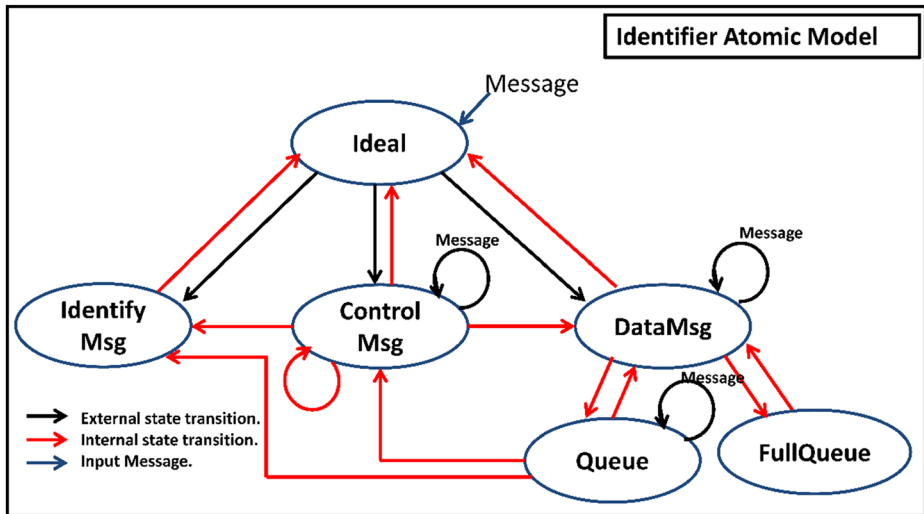 Identifier Atomic Model
Message
Ideal
Message
Message
Identify
Msg
Control
Msg
DataMsg
Message
Queue
FullQueue
External state transition.
Internal state transition.
Input Message.